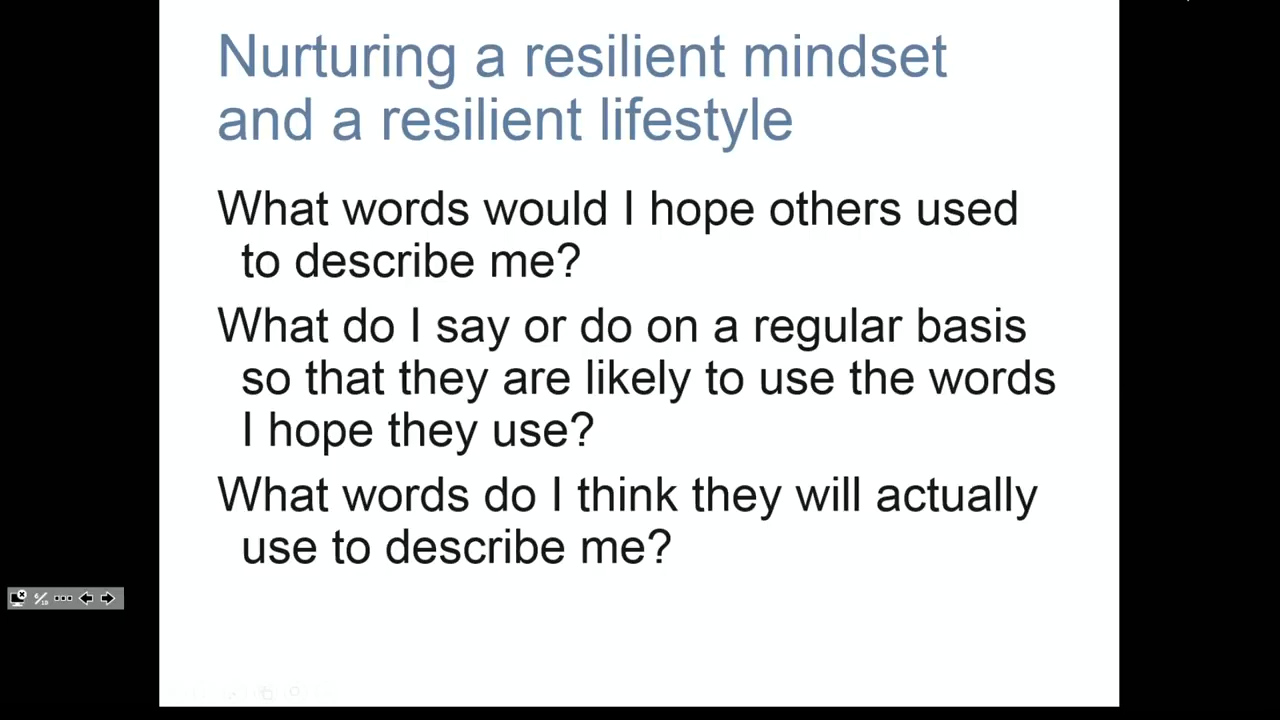 Nurturing a resilient mindset
and a resilient lifestyle
What words would I hope others used
to describe me?
What do I say or do on a regular basis
so that they are likely to use the words
I hope they use?
What words do I think they will actually
use to describe me?